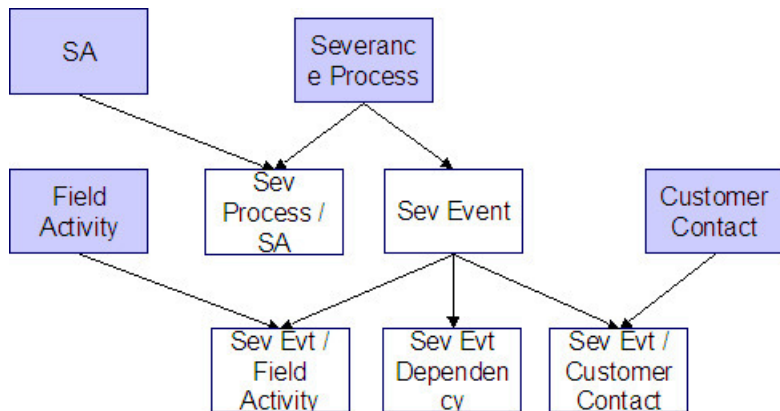 SA
Severanc
e Process
Field
Activity
Sev
Process /
SA
Sev Event
Customer
Contact
Sev Evt /
Field
Activity
Sev Evt
Dependen
cy
Sev Evt /
Customer
Contact